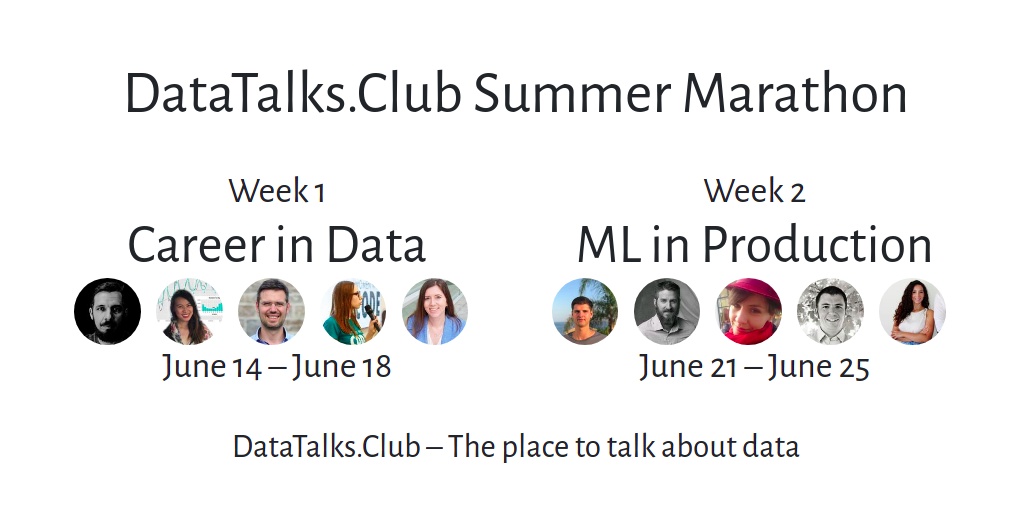 DataTalks.Club Summer Marathon
Week 1
Career in Data
June 14 – June 18
Week 2
ML in Production
June 21 – June 25
DataTalks.Club – The place to talk about data